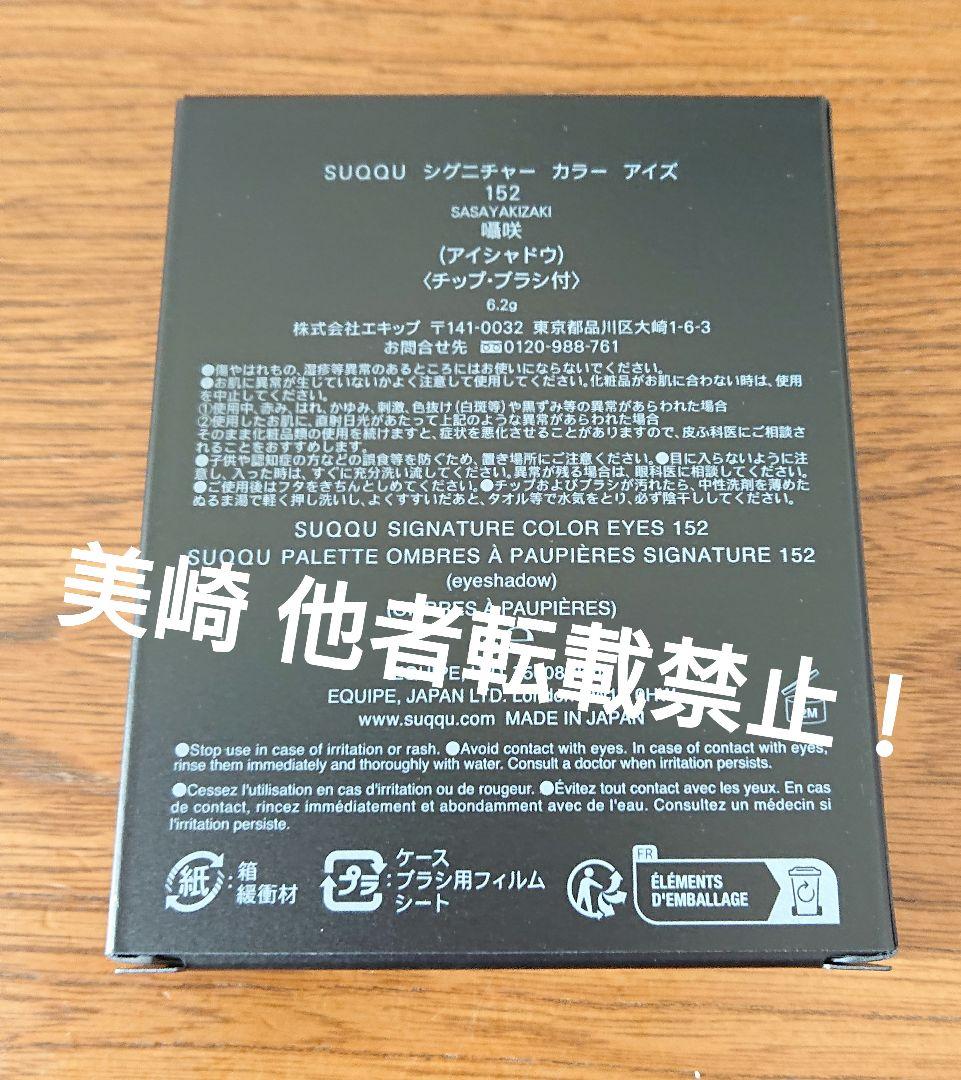 SUQQU シグニチャー カラー アイズ
152
SASAYAKIZAKI
囁咲
(アイシャドウ)
〈チップ・ブラシ付〉
6.2g
株式会社エキップ 〒141-0032 東京都品川区大崎1-6-3
お問合せ先 0120-988-761
●傷やはれもの、湿疹等異常のあるところにはお使いにならないでください。
●お肌に異常が生じていないかよく注意して使用してください。化粧品がお肌に合わない時は、使用
を中止してください。
①使用中、赤み、はれ、かゆみ、刺激、色抜け(白斑等)や黒ずみ等の異常があらわれた場合
②使用したお肌に、直射日光があたって上記のような異常があらわれた場合
そのまま化粧品類の使用を続けますと、症状を悪化させることがありますので、皮ふ科医にご相談さ
れることをおすすめします。
●子供や認知症の方などの誤食等を防ぐため、置き場所にご注意ください。●目に入らないように注
意し、入った時は、すぐに充分洗い流してください。異常が残る場合は、眼科医に相談してください。
●ご使用後はフタをきちんとしめてください。●チップおよびブラシが汚れたら、中性洗剤を薄めた
ぬるま湯で軽く押し洗いし、よくすすいだあと、タオル等で水気をとり、必ず陰干ししてください。
SUQQU SIGNATURE COLOR EYES 152
SUQQU PALETTE OMBRES À PAUPIÈRES SIGNATURE 152
(eyeshadow)
(OMBRES À PAUPIÈRES)
美崎 他者転載禁止！
EQUIPE, JAPAN LTD.
www.suqqu.com MADE IN JAPAN
●Stop use in case of irritation or rash. ●Avoid contact with eyes. In case of contact with eyes,
rinse them immediately and thoroughly with water. Consult a doctor when irritation persists.
●Cessez l'utilisation en cas d'irritation ou de rougeur. ●Évitez tout contact avec les yeux. En cas
de contact, rincez immédiatement et abondamment avec de l'eau. Consultez un médecin si
l'irritation persiste.
紙:箱
緩衝材
プラ:ケース
ブラシ用フィルム
シート
FR
ÉLÉMENTS
D'EMBALLAGE